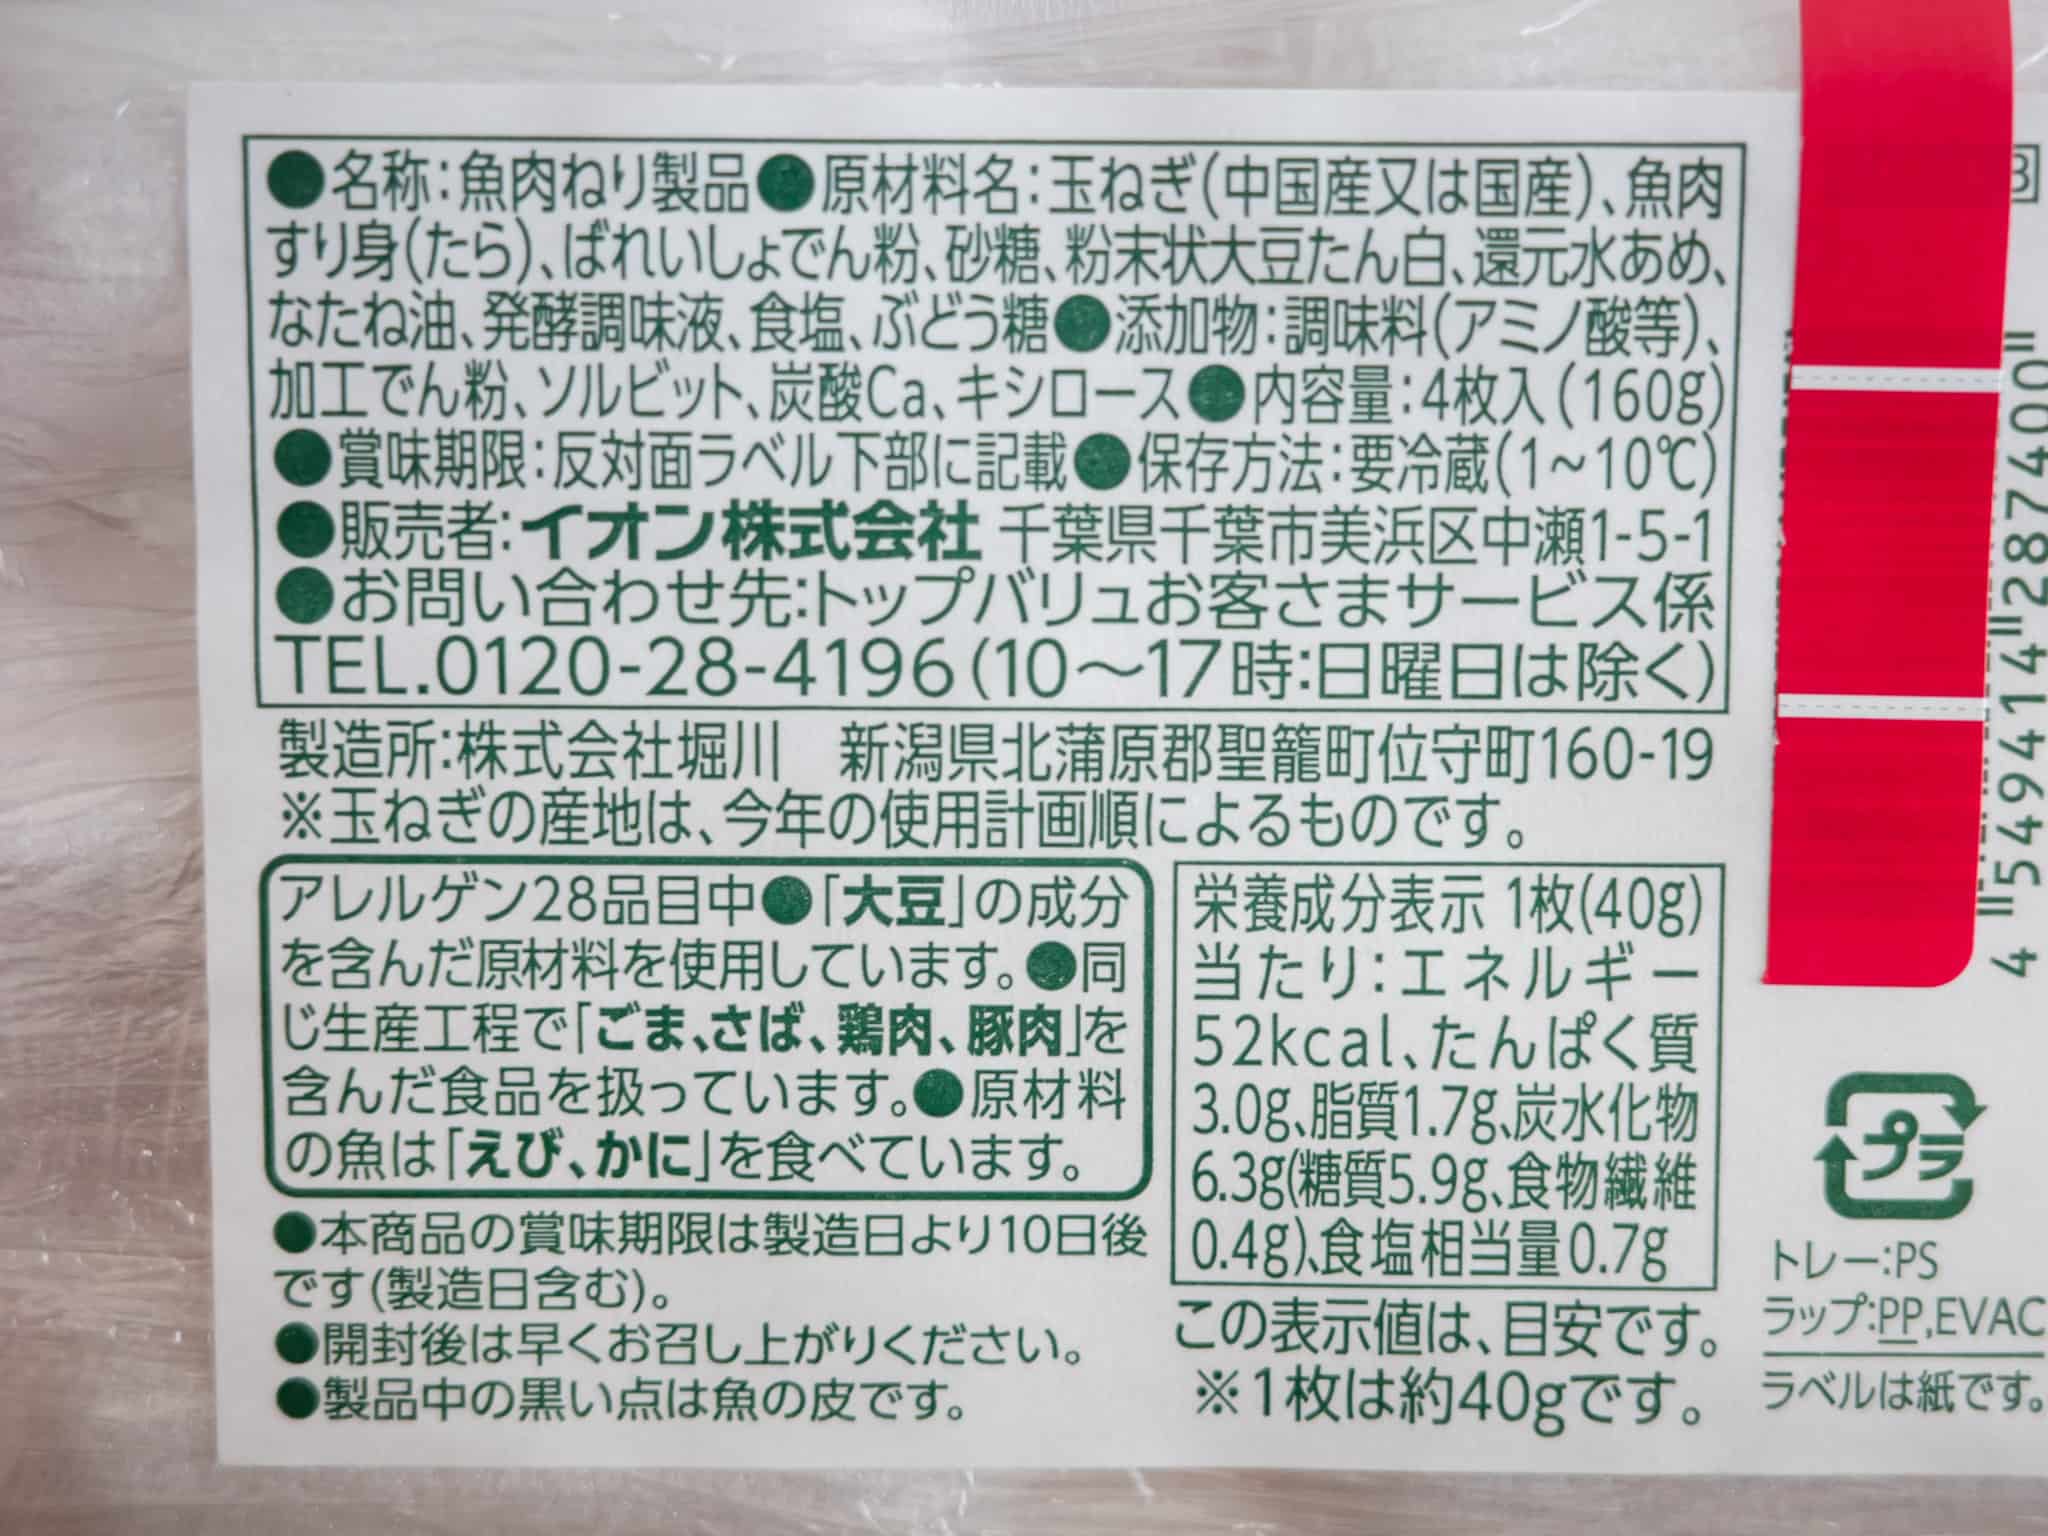 ●名称:魚肉ねり製品●原材料名:玉ねぎ(中国産又は国産)、魚肉
すり身(たら)、ばれいしょでん粉、砂糖、粉末状大豆たん白、還元水あめ、
なたね油、発酵調味液、食塩、ぶどう糖●添加物:調味料(アミノ酸等)、
加工でん粉、ソルビット、炭酸Ca、キシロース●内容量:4枚入(160g)
●賞味期限:反対面ラベル下部に記載●保存方法:要冷蔵(1~10℃)
●販売者:イオン株式会社 千葉県千葉市美浜区中瀬1-5-1
●お問い合わせ先:トップバリュお客さまサービス係
TEL.0120-28-4196(10〜17時:日曜日は除く)
製造所:株式会社堀川 新潟県北蒲原郡聖籠町位守町160-19
※玉ねぎの産地は、今年の使用計画順によるものです。
アレルゲン28品目中●「大豆」の成分
を含んだ原材料を使用しています。●同
じ生産工程で「ごま、さば、鶏肉、豚肉」を
含んだ食品を扱っています。●原材料
の魚は「えび、かに」を食べています。
●本商品の賞味期限は製造日より10日後
です(製造日含む)。
●開封後は早くお召し上がりください。
●製品中の黒い点は魚の皮です。
栄養成分表示 1枚(40g)
当たり:エネルギー
52kcal、たんぱく質
3.0g、脂質1.7g、炭水化物
6.3g(糖質5.9g、食物繊維
0.4g)、食塩相当量0.7g
この表示値は、目安です。
※1枚は約40gです。
4 549414 287400
プラ
トレー:PS
ラップ:PP,EVAC
ラベルは紙です。